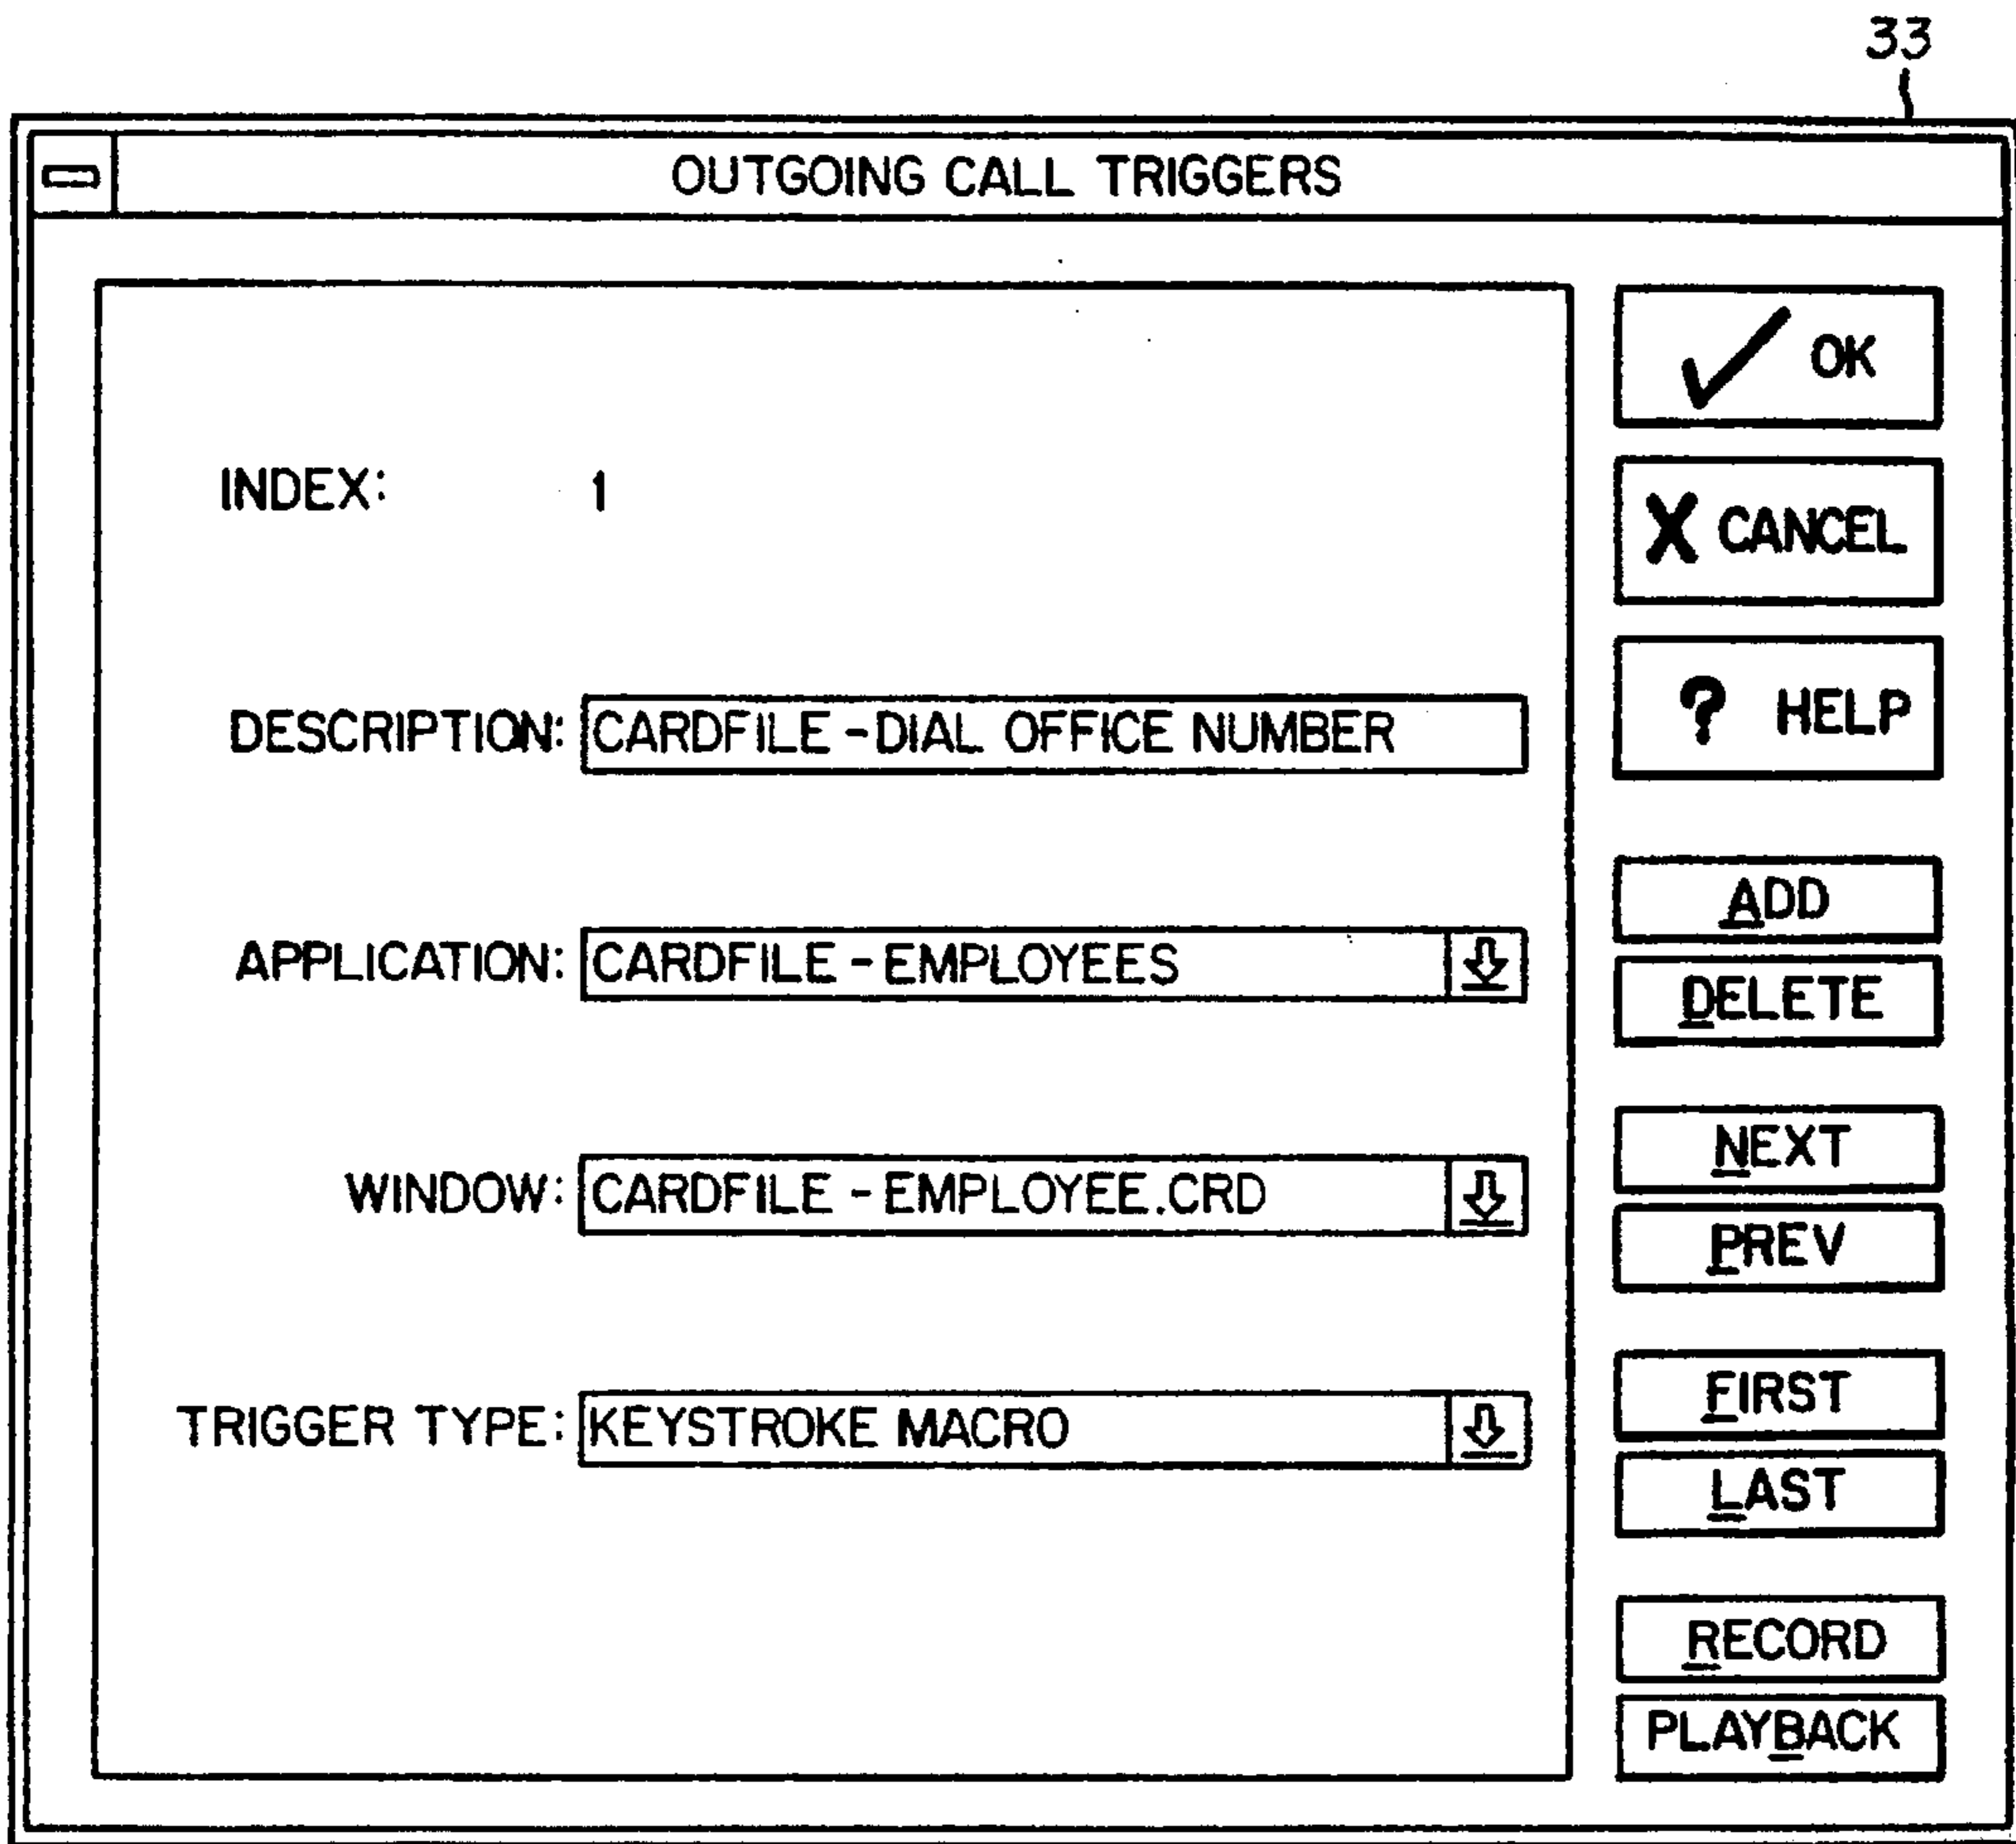 33
OUTGOING CALL TRIGGERS
INDEX: 1
DESCRIPTION: CARDFILE - DIAL OFFICE NUMBER
APPLICATION: CARDFILE - EMPLOYEES
WINDOW: CARDFILE - EMPLOYEE.CRD
TRIGGER TYPE: KEYSTROKE MACRO
OK
X CANCEL
? HELP
ADD
DELETE
NEXT
PREV
FIRST
LAST
RECORD
PLAYBACK